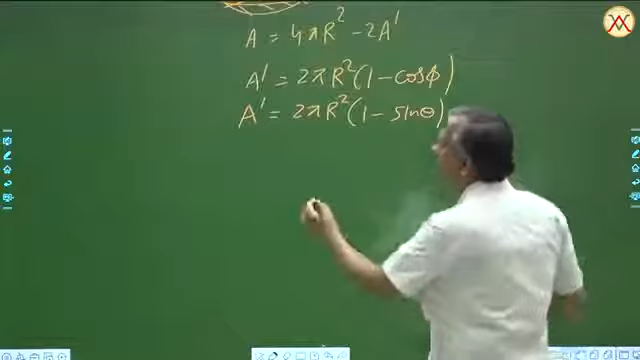 A = 4πR² - 2A'
A' = 2πR²(1 - cosϕ)
A' = 2πR²(1 - sinθ)